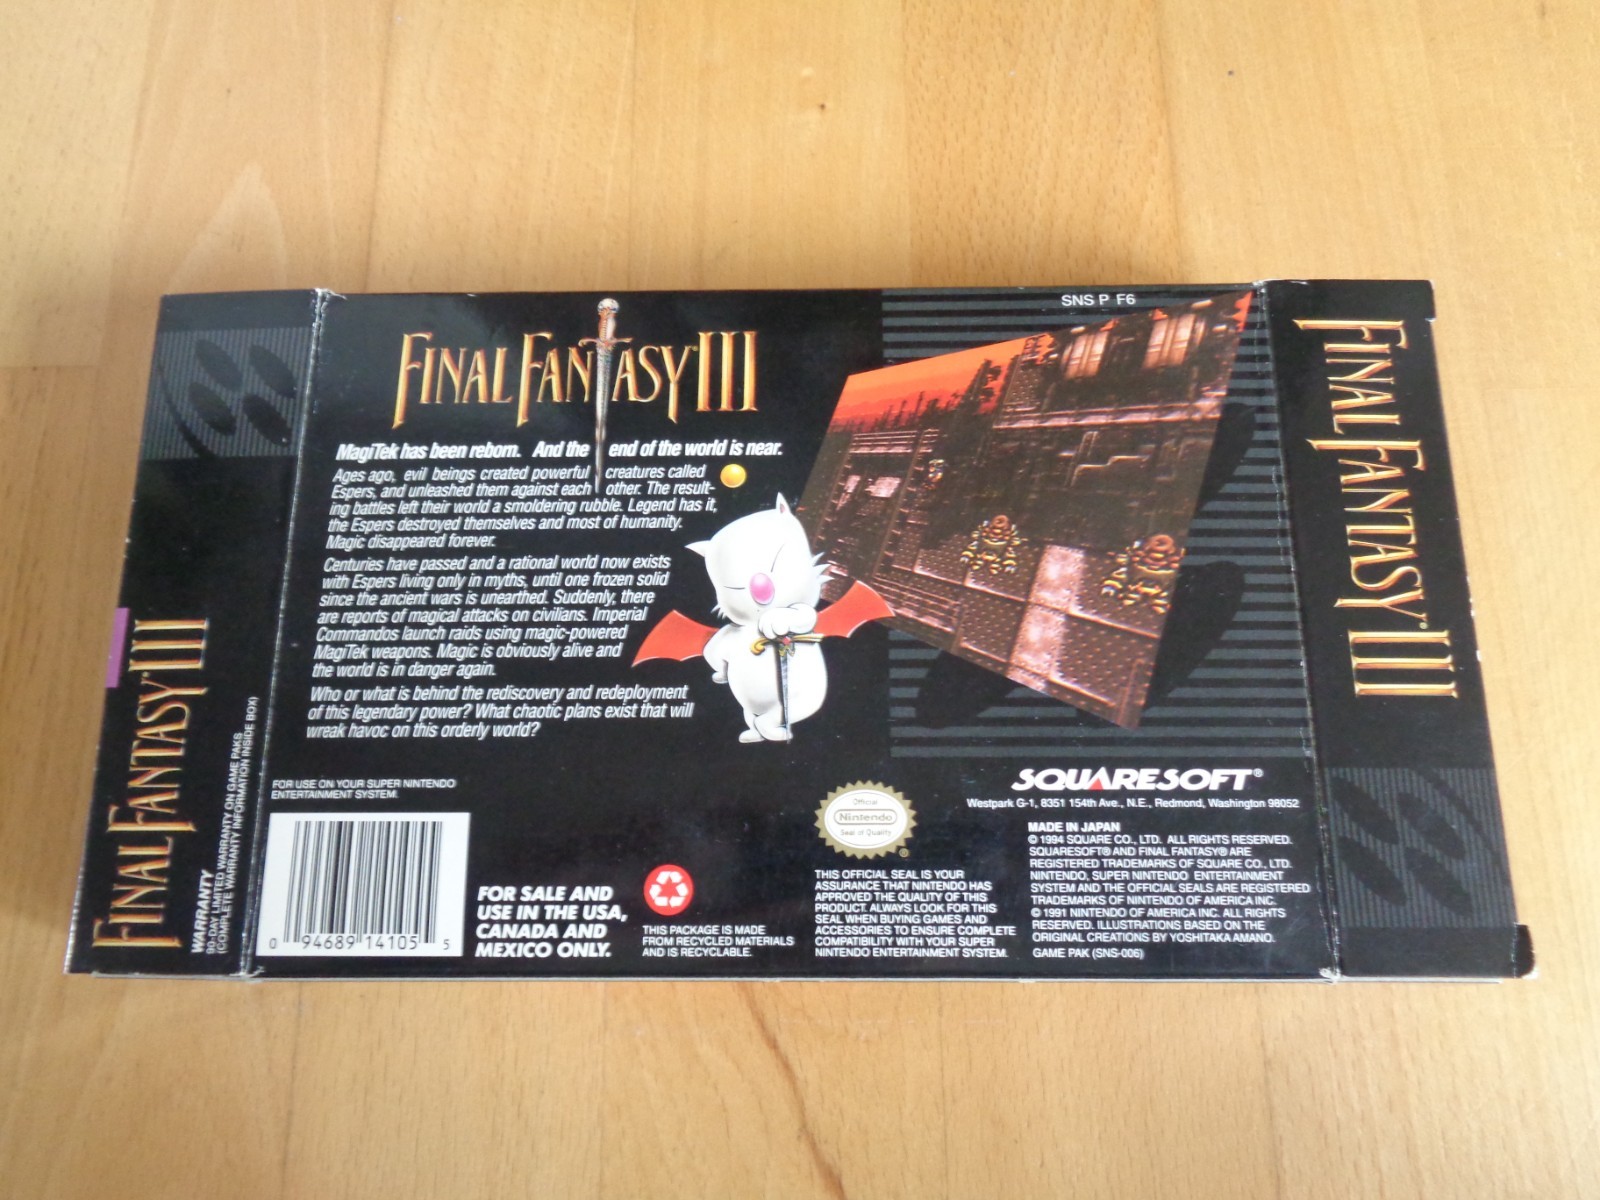 FINAL FANTASY III
WARRANTY
90-DAY LIMITED WARRANTY ON GAME PAKS
(COMPLETE WARRANTY INFORMATION INSIDE BOX)
FINAL FANTASY® III
MagiTek has been reborn. And the end of the world is near.
Ages ago, evil beings created powerful creatures called
Espers, and unleashed them against each other. The result-
ing battles left their world a smoldering rubble. Legend has it,
the Espers destroyed themselves and most of humanity.
Magic disappeared forever.
Centuries have passed and a rational world now exists
with Espers living only in myths, until one frozen solid
since the ancient wars is unearthed. Suddenly, there
are reports of magical attacks on civilians. Imperial
Commandos launch raids using magic-powered
MagiTek weapons. Magic is obviously alive and
the world is in danger again.
Who or what is behind the rediscovery and redeployment
of this legendary power? What chaotic plans exist that will
wreak havoc on this orderly world?
FOR USE ON YOUR SUPER NINTENDO
ENTERTAINMENT SYSTEM.
0 94689 14105 5
FOR SALE AND
USE IN THE USA,
CANADA AND
MEXICO ONLY.
THIS PACKAGE IS MADE
FROM RECYCLED MATERIALS
AND IS RECYCLABLE.
Official
Nintendo
Seal of Quality
®
THIS OFFICIAL SEAL IS YOUR
ASSURANCE THAT NINTENDO HAS
APPROVED THE QUALITY OF THIS
PRODUCT. ALWAYS LOOK FOR THIS
SEAL WHEN BUYING GAMES AND
ACCESSORIES TO ENSURE COMPLETE
COMPATIBILITY WITH YOUR SUPER
NINTENDO ENTERTAINMENT SYSTEM.
SNS P F6
SQUARESOFT®
Westpark G-1, 8351 154th Ave., N.E., Redmond, Washington 98052
MADE IN JAPAN
© 1994 SQUARE CO., LTD. ALL RIGHTS RESERVED.
SQUARESOFT® AND FINAL FANTASY® ARE
REGISTERED TRADEMARKS OF SQUARE CO., LTD.
NINTENDO, SUPER NINTENDO ENTERTAINMENT
SYSTEM AND THE OFFICIAL SEALS ARE REGISTERED
TRADEMARKS OF NINTENDO OF AMERICA INC.
© 1991 NINTENDO OF AMERICA INC. ALL RIGHTS
RESERVED. ILLUSTRATIONS BASED ON THE
ORIGINAL CREATIONS BY YOSHITAKA AMANO.
GAME PAK (SNS-006)
FINAL FANTASY III